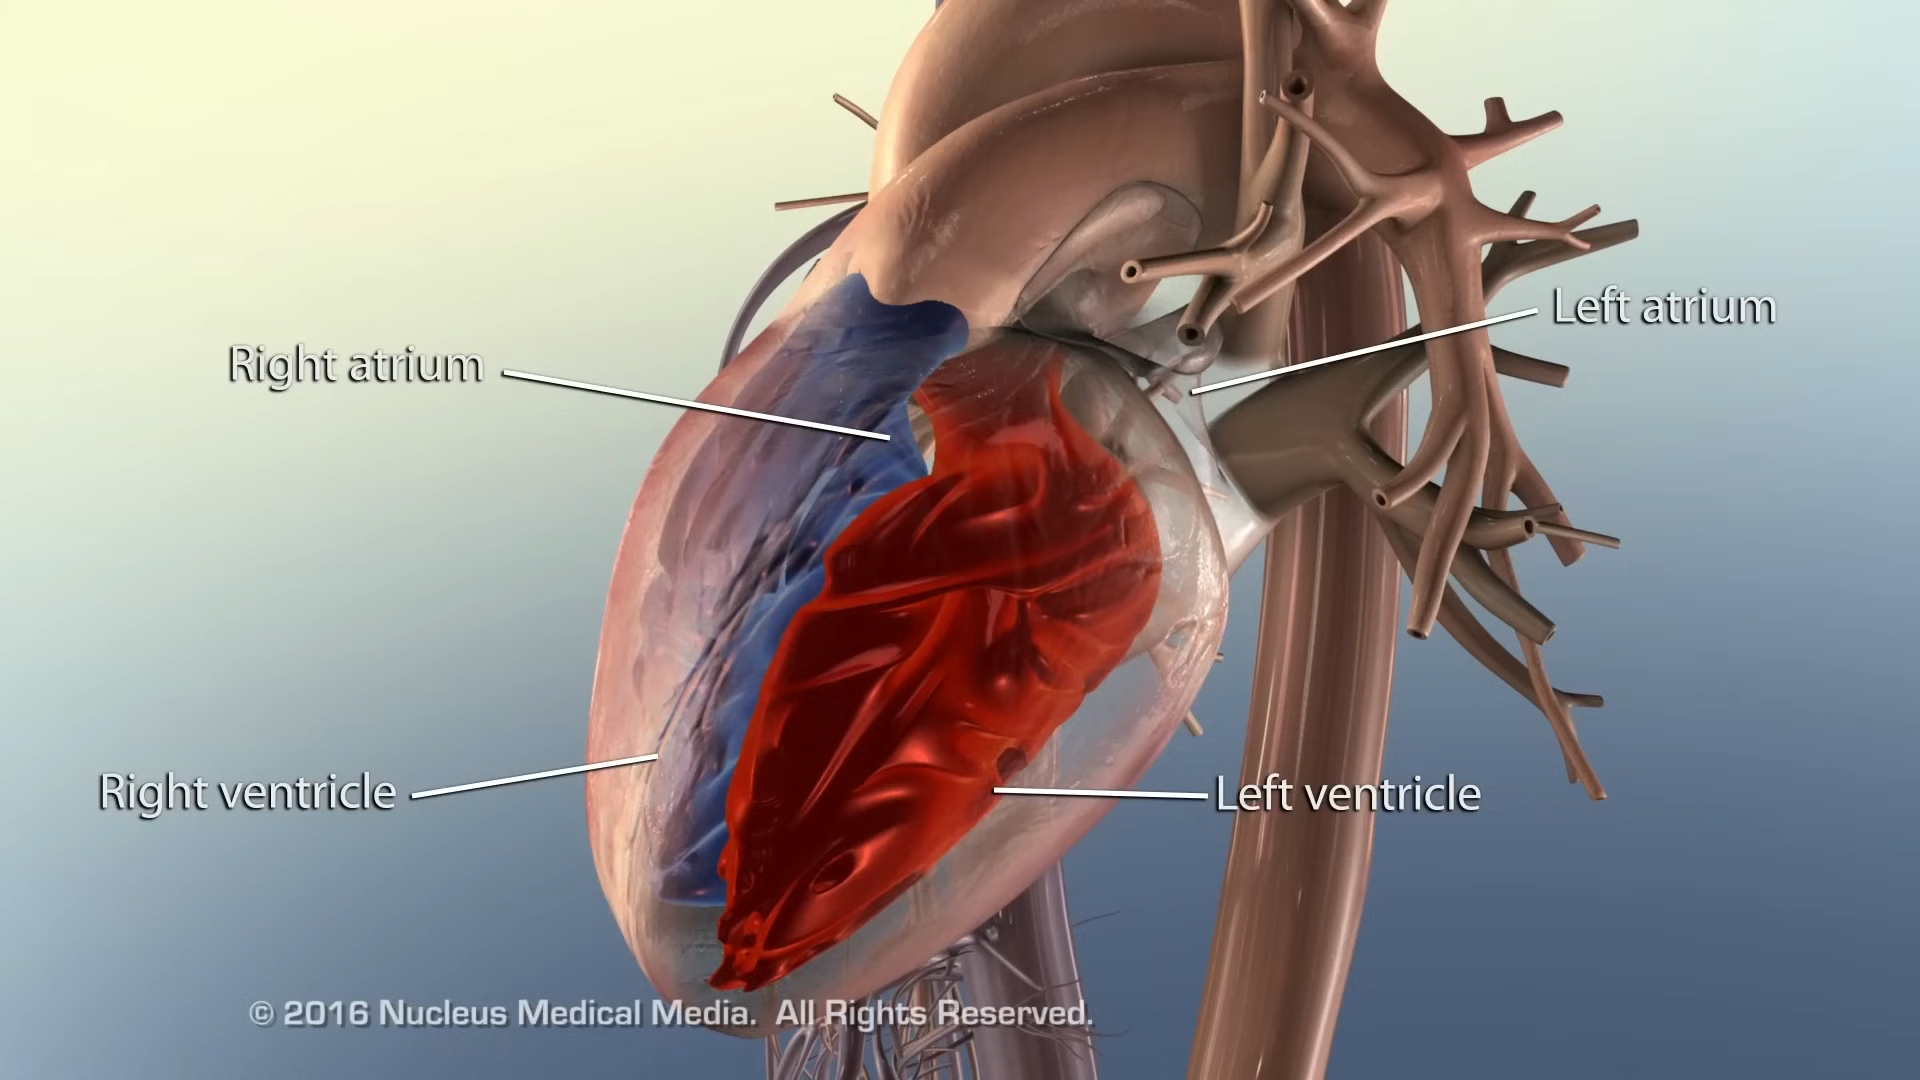 Left atrium
Right atrium
Right ventricle
Left ventricle
© 2016 Nucleus Medical Media. All Rights Reserved.